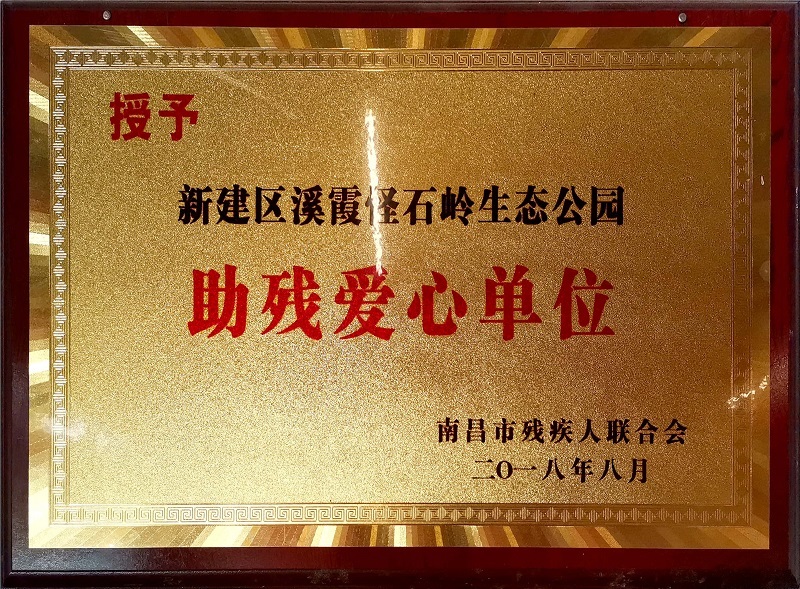 授予
新建区溪霞怪石岭生态公园
助残爱心单位
南昌市残疾人联合会
二O一八年八月